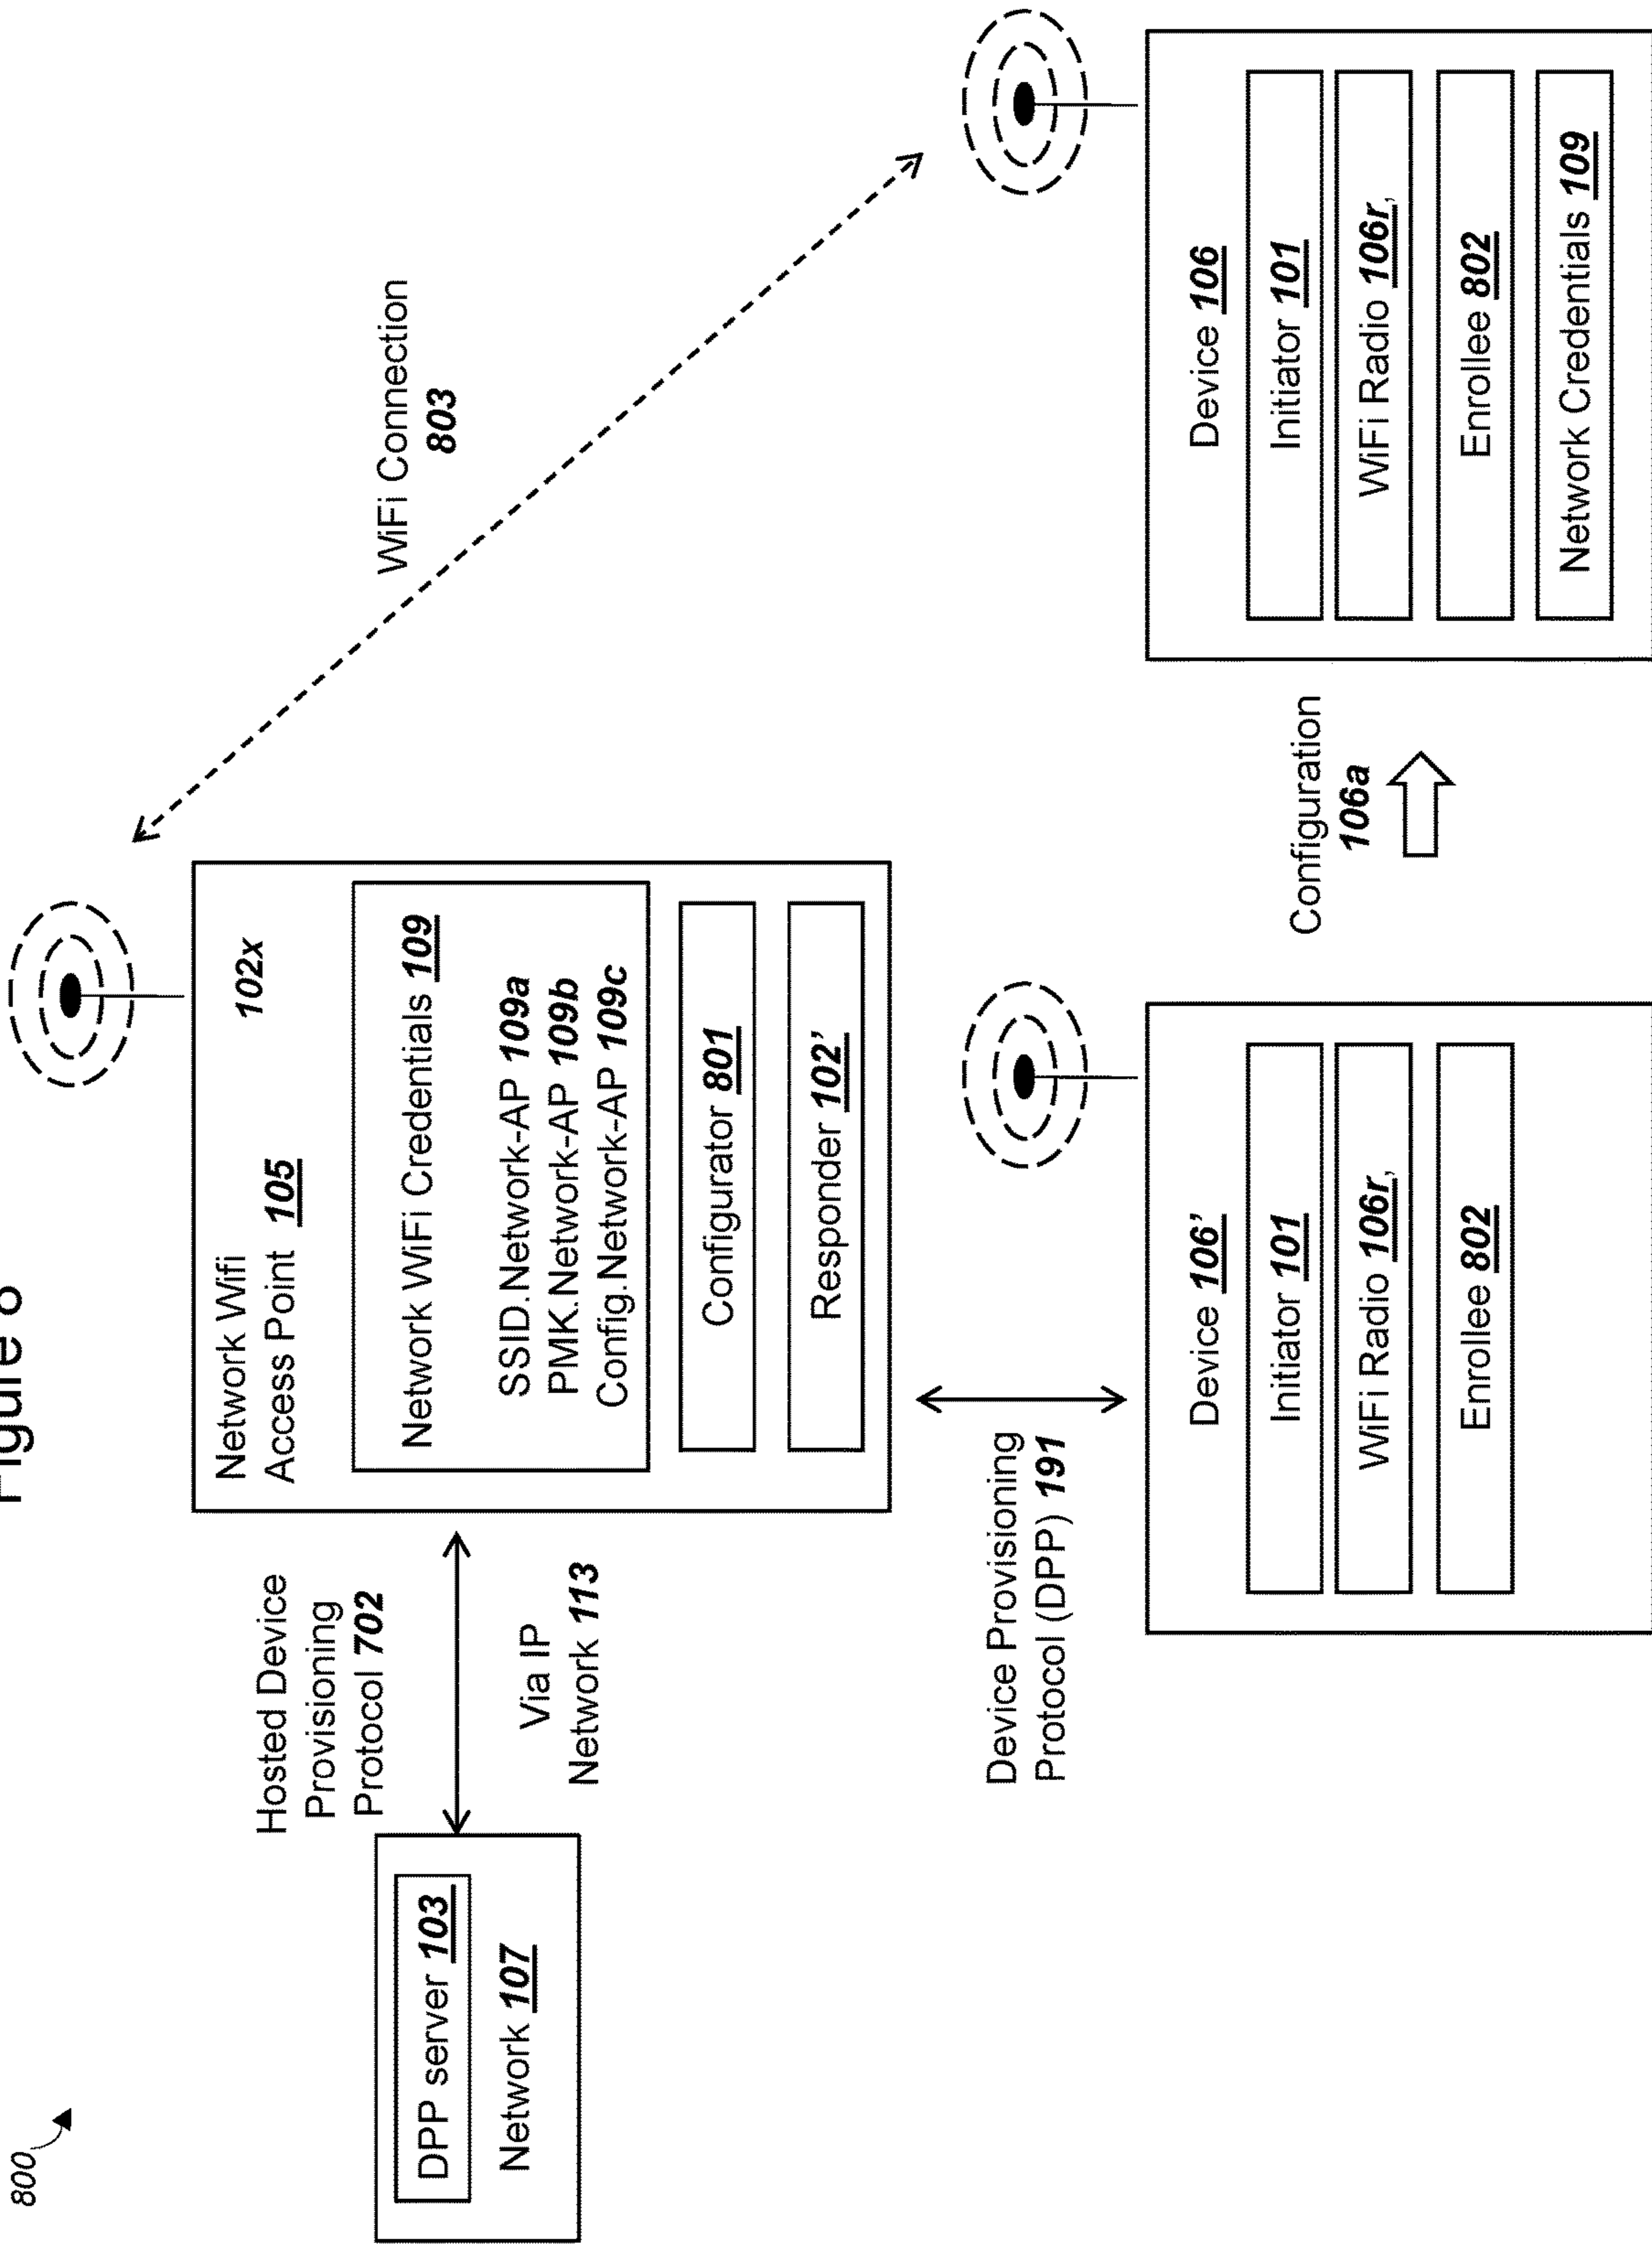 Figure 8
800
DPP server 103
Network 107
Hosted Device
Provisioning
Protocol 702
Via IP
Network 113
Network Wifi
Access Point 105
102x
Network WiFi Credentials 109
SSID.Network-AP 109a
PMK.Network-AP 109b
Config.Network-AP 109c
Configurator 801
Responder 102’
WiFi Connection
803
Device Provisioning
Protocol (DPP) 191
Device 106’
Initiator 101
WiFi Radio 106r,
Enrollee 802
Configuration
106a
Device 106
Initiator 101
WiFi Radio 106r,
Enrollee 802
Network Credentials 109